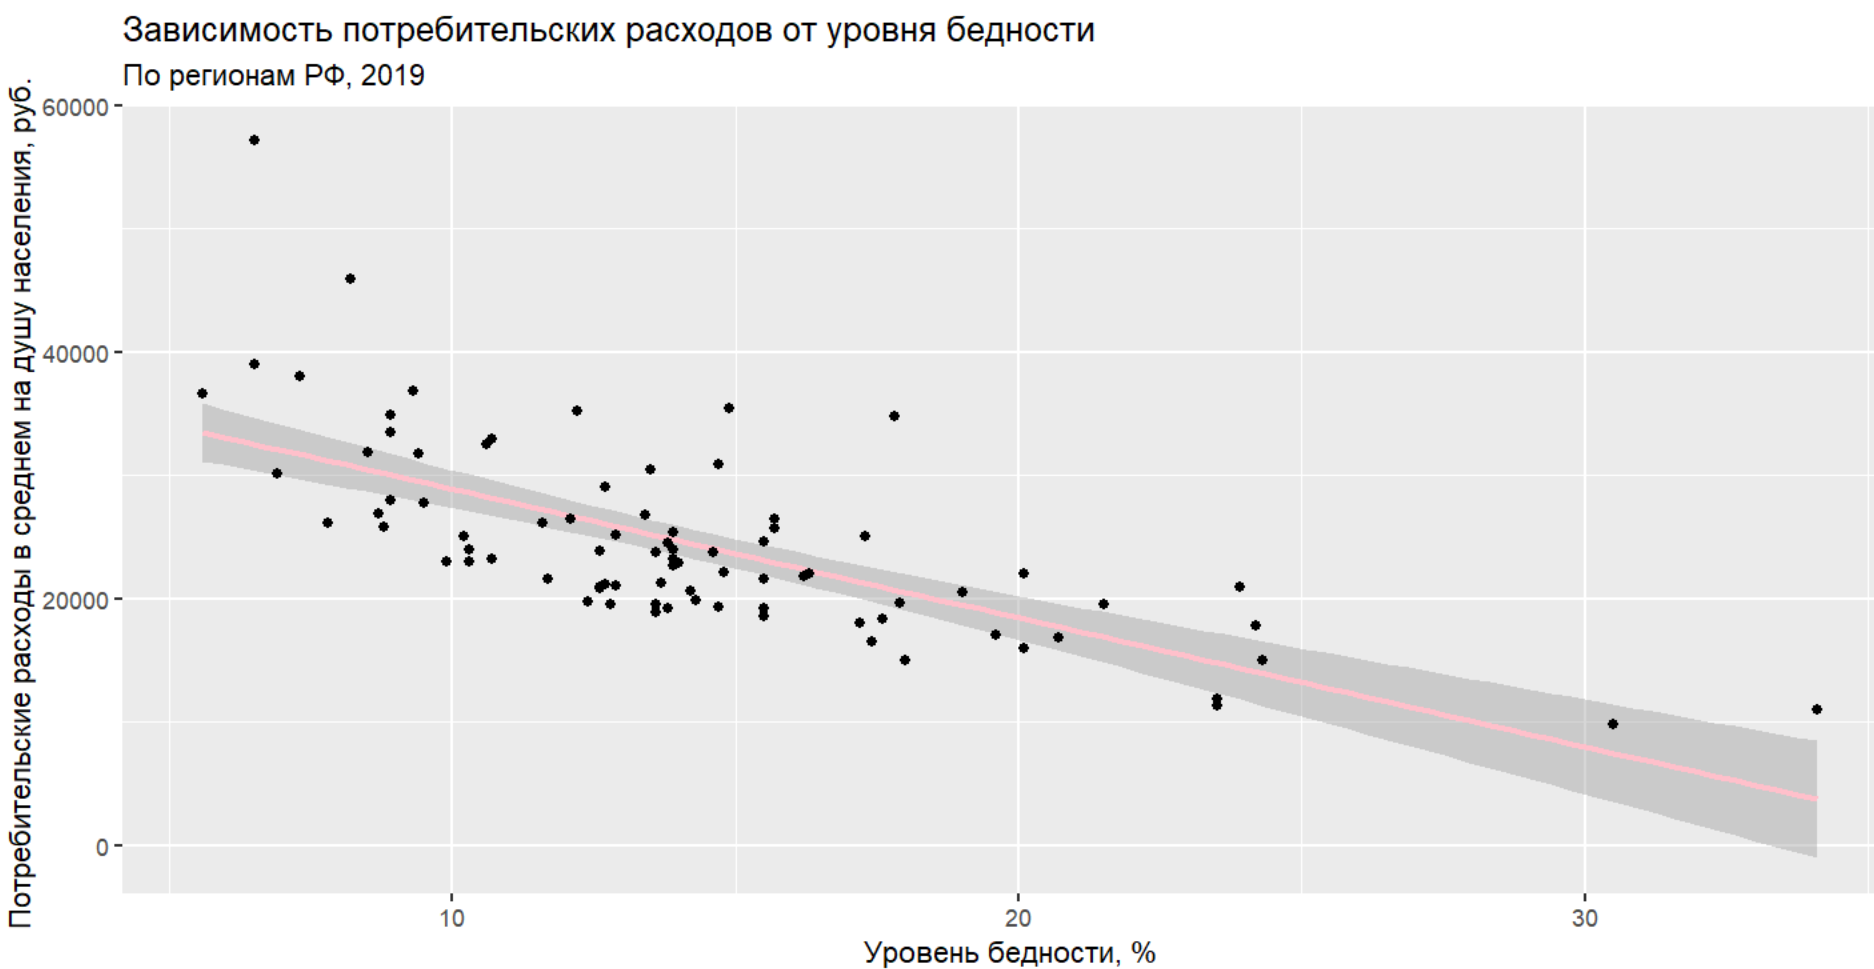 Зависимость потребительских расходов от уровня бедности
По регионам РФ, 2019
Потребительские расходы в среднем на душу населения, руб.
60000
40000
20000
0
10
20
30
Уровень бедности, %